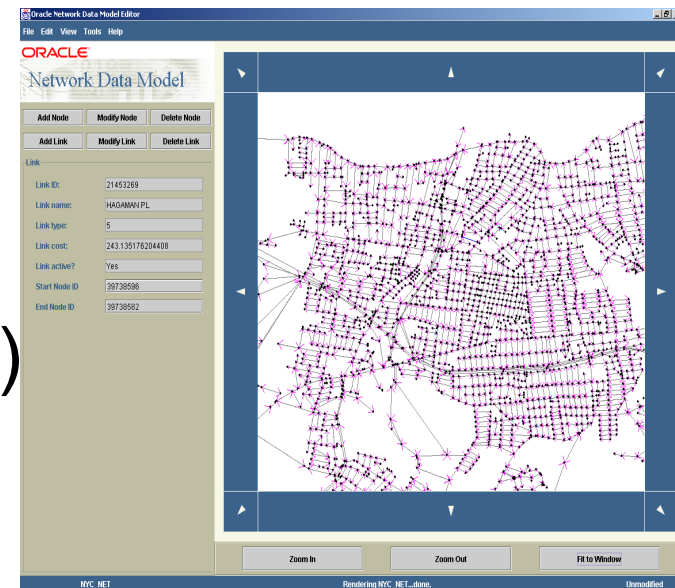 Oracle Network Data Model Editor
File Edit View Tools Help
ORACLE
Network Data Model
Add Node Modify Node Delete Node
Add Link Modify Link Delete Link
Link
Link ID: 21453269
Link name: HAGAMAN PL
Link type: 5
Link cost: 243.135176204408
Link active? Yes
Start Node ID 39738596
End Node ID 39738582
)
Zoom In Zoom Out Fit to Window
NYC_NET Rendering NYC_NET...done. Unmodified